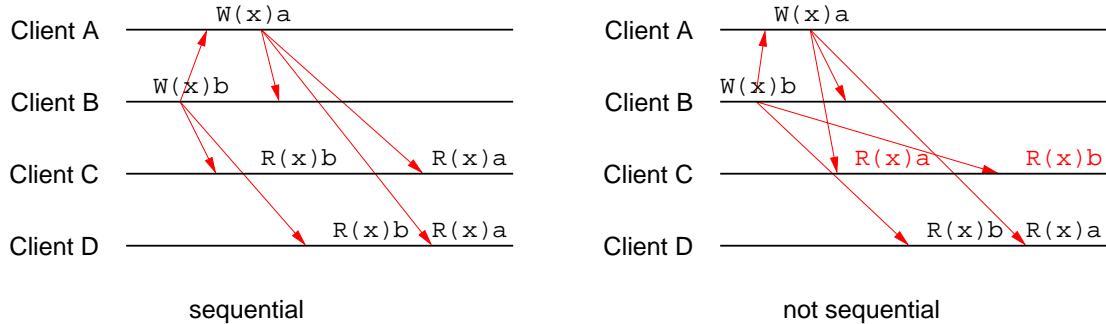 W(x)a
Client A
W(x)b
Client B
R(x)b R(x)a
Client C
R(x)b R(x)a
Client D
sequential
W(x)a
Client A
W(x)b
Client B
R(x)a R(x)b
Client C
R(x)b R(x)a
Client D
not sequential